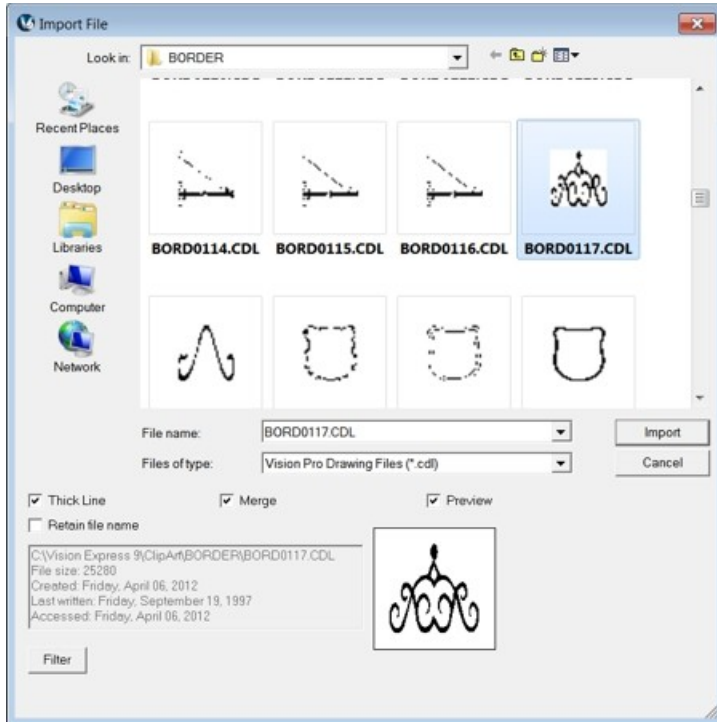 Import File
Look in:
BORDER
Recent Places
Desktop
Libraries
Computer
Network
BORD0114.CDL BORD0115.CDL BORD0116.CDL BORD0117.CDL
File name: BORD0117.CDL Import
Files of type: Vision Pro Drawing Files (*.cdl) Cancel
Thick Line Merge Preview
Retain file name
C:\Vision Express 9\ClipArt\BORDER\BORD0117.CDL
File size: 25280
Created: Friday, April 06, 2012
Last written: Friday, September 19, 1997
Accessed: Friday, April 06, 2012
Filter